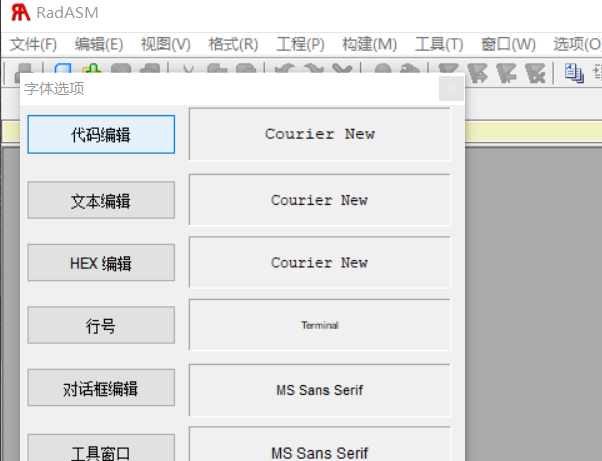 RadASM
文件(F) 编辑(E) 视图(V) 格式(R) 工程(P) 构建(M) 工具(T) 窗口(W) 选项(O
字体选项
代码编辑 Courier New
文本编辑 Courier New
HEX 编辑 Courier New
行号 Terminal
对话框编辑 MS Sans Serif
工具窗口 MS Sans Serif